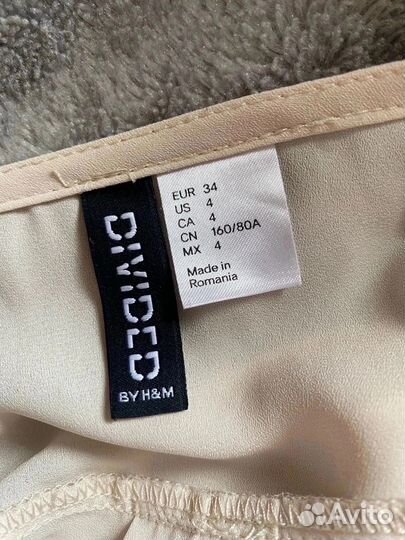 DIVIDED
BY H&M
EUR 34
US 4
CA 4
CN 160/80A
MX 4
Made in
Romania
Avito